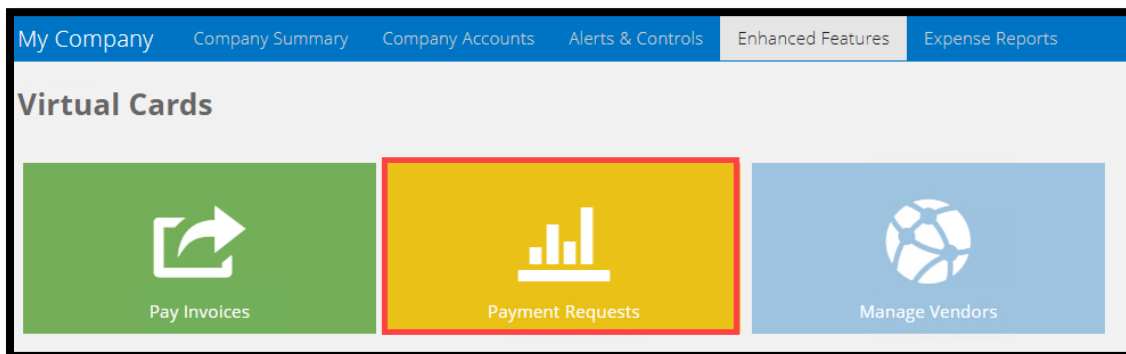 My Company Company Summary Company Accounts Alerts & Controls Enhanced Features Expense Reports
Virtual Cards
Pay Invoices Payment Requests Manage Vendors